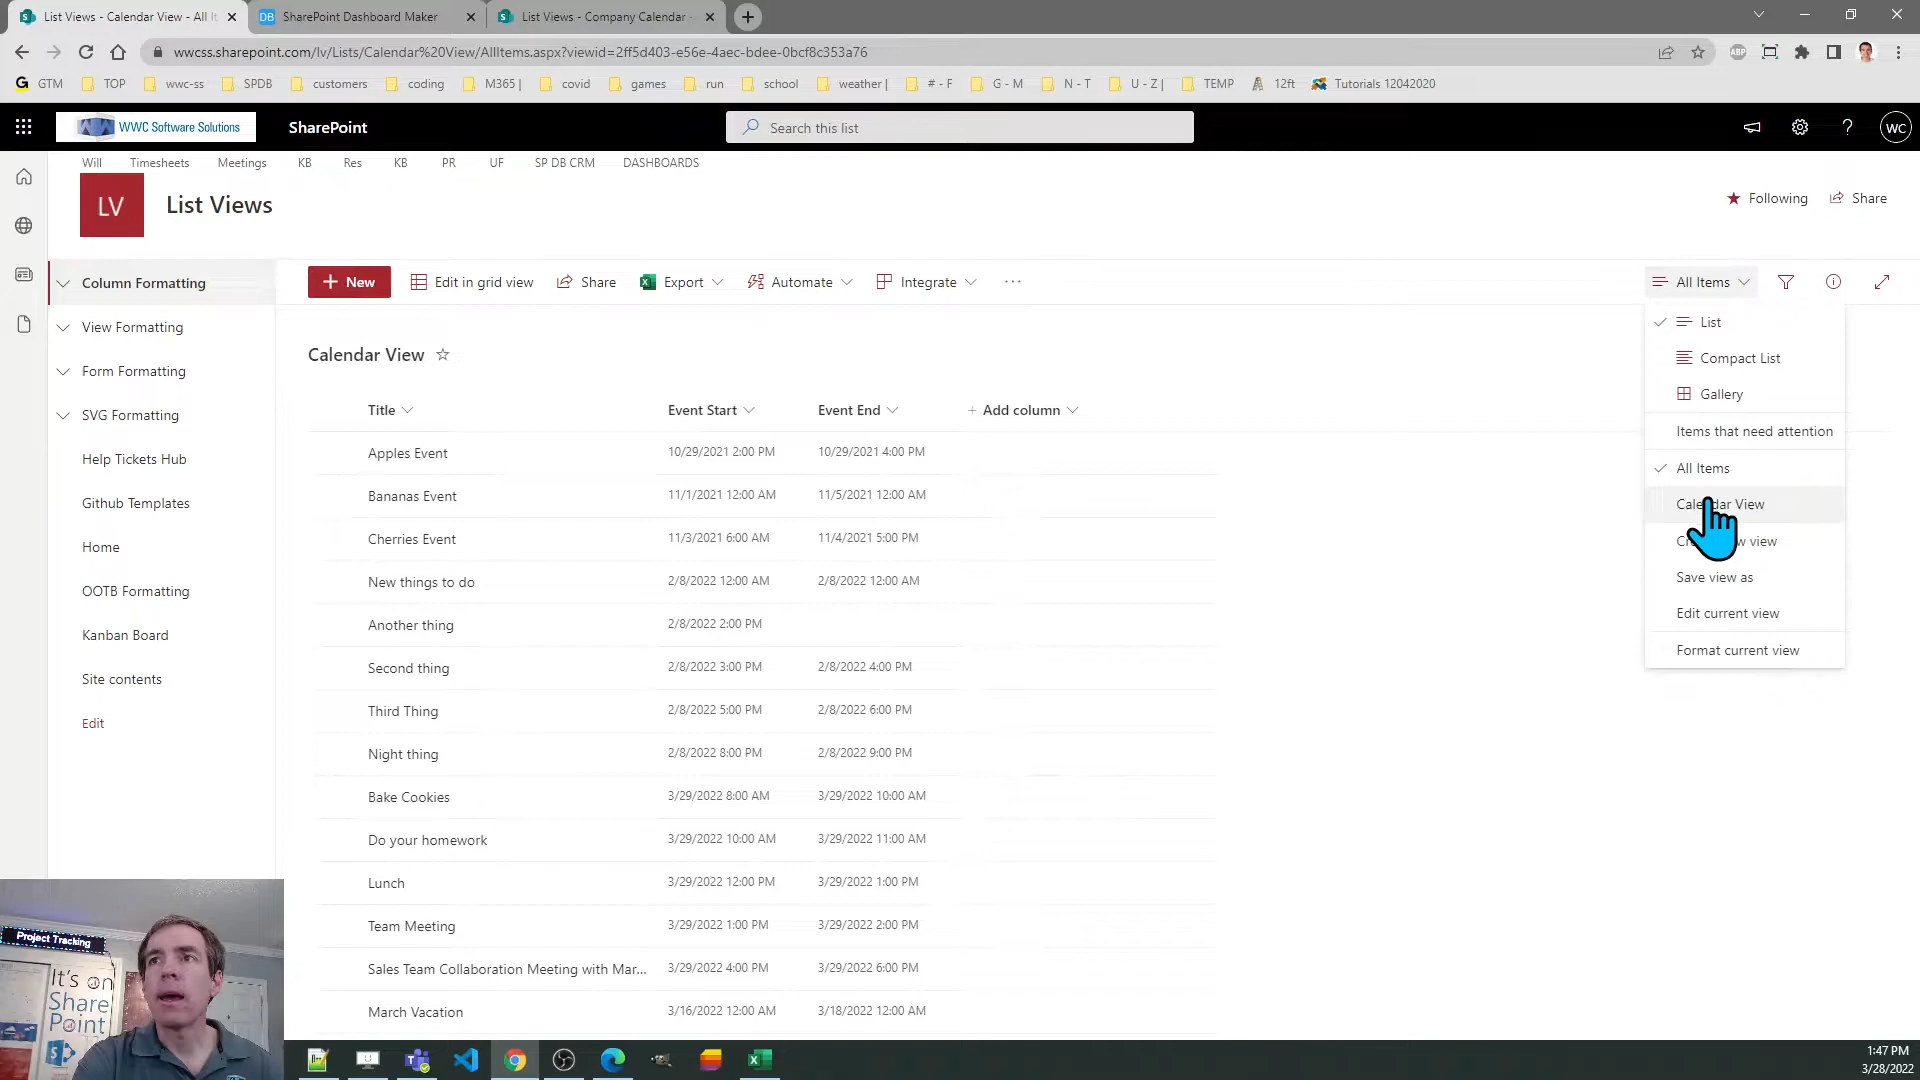 List Views - Calendar View - All It
SharePoint Dashboard Maker
List Views - Company Calendar -
wwcss.sharepoint.com/lv/Lists/Calendar%20View/AllItems.aspx?viewid=2ff5d403-e56e-4aec-bdee-0bcf8c353a76
ABP
G GTM TOP wwc-ss SPDB customers coding M365 | covid games run school weather | # - F G - M N - T U - Z | TEMP 12ft Tutorials 12042020
WWC Software Solutions
SharePoint
Search this list
WC
Will Timesheets Meetings KB Res KB PR UF SP DB CRM DASHBOARDS
LV
List Views
Following
Share
Column Formatting
View Formatting
Form Formatting
SVG Formatting
Help Tickets Hub
Github Templates
Home
OOTB Formatting
Kanban Board
Site contents
Edit
New Edit in grid view Share Export Automate Integrate ...
All Items
List
Compact List
Gallery
Items that need attention
All Items
Calendar View
view
Save view as
Edit current view
Format current view
Calendar View
Title Event Start Event End + Add column
Apples Event 10/29/2021 2:00 PM 10/29/2021 4:00 PM
Bananas Event 11/1/2021 12:00 AM 11/5/2021 12:00 AM
Cherries Event 11/3/2021 6:00 AM 11/4/2021 5:00 PM
New things to do 2/8/2022 12:00 AM 2/8/2022 12:00 AM
Another thing 2/8/2022 2:00 PM
Second thing 2/8/2022 3:00 PM 2/8/2022 4:00 PM
Third Thing 2/8/2022 5:00 PM 2/8/2022 6:00 PM
Night thing 2/8/2022 8:00 PM 2/8/2022 9:00 PM
Bake Cookies 3/29/2022 8:00 AM 3/29/2022 10:00 AM
Do your homework 3/29/2022 10:00 AM 3/29/2022 11:00 AM
Lunch 3/29/2022 12:00 PM 3/29/2022 1:00 PM
Team Meeting 3/29/2022 1:00 PM 3/29/2022 2:00 PM
Sales Team Collaboration Meeting with Mar... 3/29/2022 4:00 PM 3/29/2022 6:00 PM
March Vacation 3/16/2022 12:00 AM 3/18/2022 12:00 AM
Project Tracking
It's on
Share
Point
1:47 PM
3/28/2022